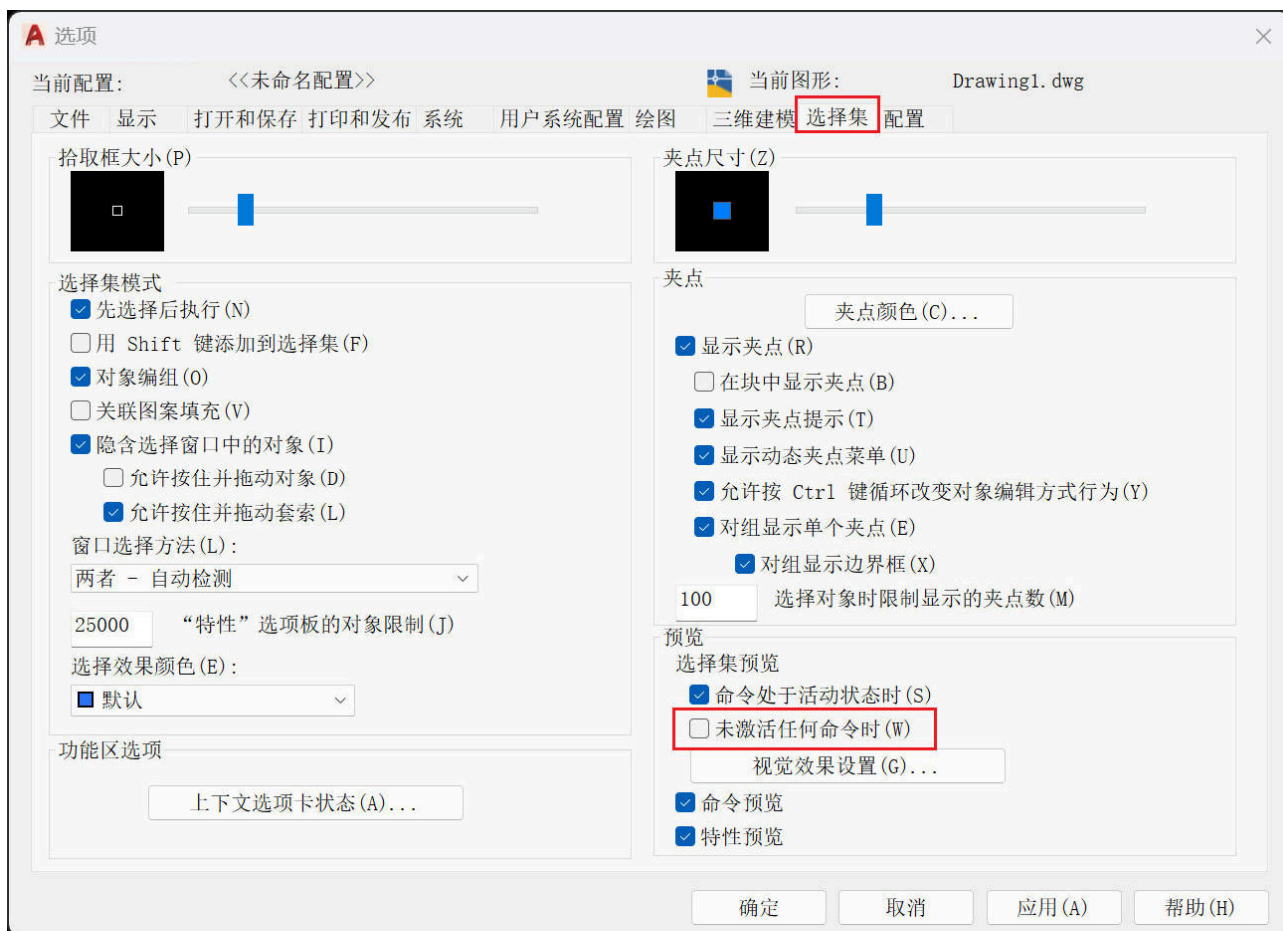 选项
当前配置: <<未命名配置>> 当前图形: Drawing1.dwg
文件 显示 打开和保存 打印和发布 系统 用户系统配置 绘图 三维建模 选择集 配置
拾取框大小(P)
选择集模式
先选择后执行(N)
用 Shift 键添加到选择集(F)
对象编组(O)
关联图案填充(V)
隐含选择窗口中的对象(I)
允许按住并拖动对象(D)
允许按住并拖动套索(L)
窗口选择方法(L):
两者 - 自动检测
25000 “特性”选项板的对象限制(J)
选择效果颜色(E):
默认
功能区选项
上下文选项卡状态(A)...
夹点尺寸(Z)
夹点
夹点颜色(C)...
显示夹点(R)
在块中显示夹点(B)
显示夹点提示(T)
显示动态夹点菜单(U)
允许按 Ctrl 键循环改变对象编辑方式行为(Y)
对组显示单个夹点(E)
对组显示边界框(X)
100 选择对象时限制显示的夹点数(M)
预览
选择集预览
命令处于活动状态时(S)
未激活任何命令时(W)
视觉效果设置(G)...
命令预览
特性预览
确定 取消 应用(A) 帮助(H)